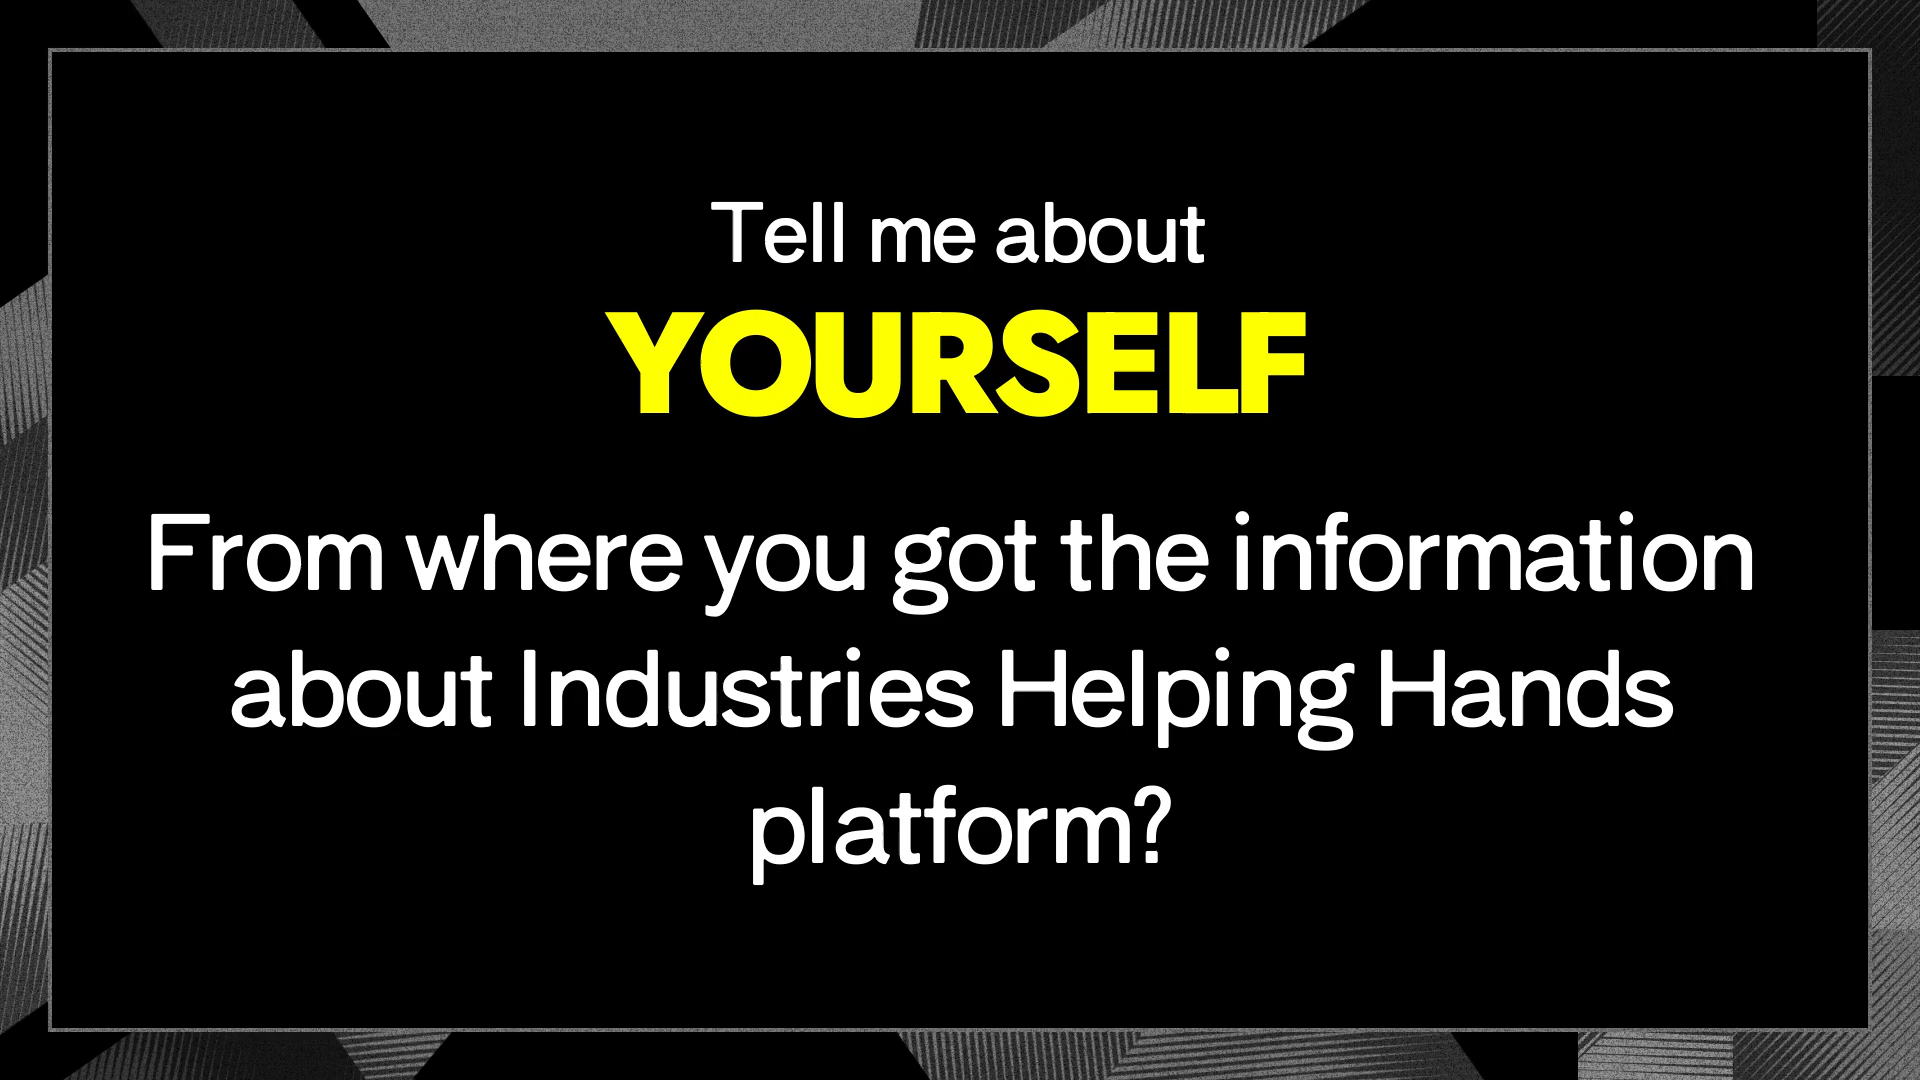 Tell me about
YOURSELF
From where you got the information
about Industries Helping Hands
platform?